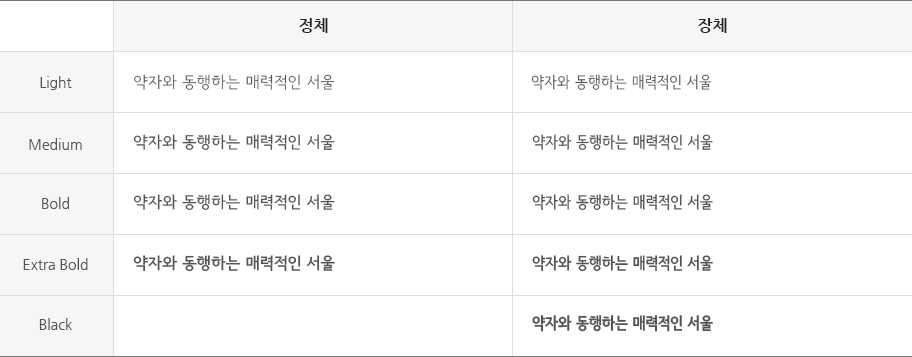 정체 장체
Light 약자와 동행하는 매력적인 서울 약자와 동행하는 매력적인 서울
Medium 약자와 동행하는 매력적인 서울 약자와 동행하는 매력적인 서울
Bold 약자와 동행하는 매력적인 서울 약자와 동행하는 매력적인 서울
Extra Bold 약자와 동행하는 매력적인 서울 약자와 동행하는 매력적인 서울
Black 약자와 동행하는 매력적인 서울